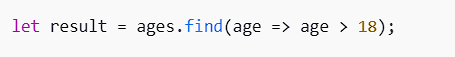 let result = ages.find(age => age > 18);